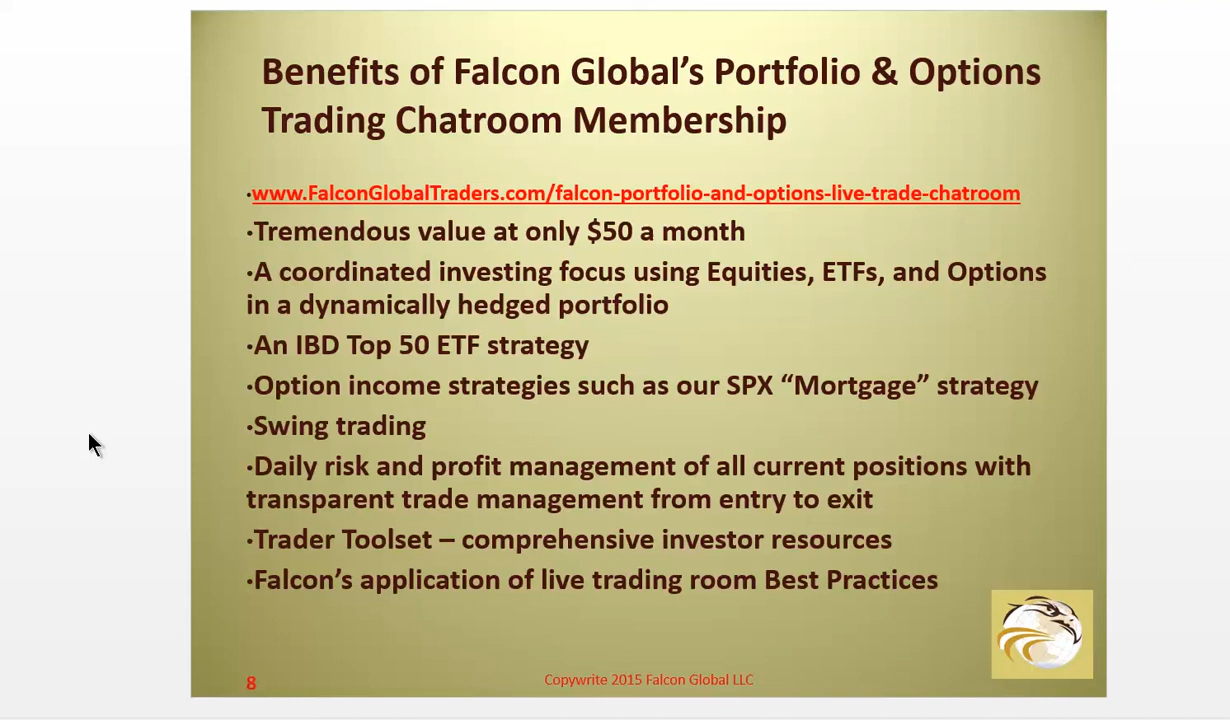 Benefits of Falcon Global’s Portfolio & Options
Trading Chatroom Membership
•www.FalconGlobalTraders.com/falcon-portfolio-and-options-live-trade-chatroom
•Tremendous value at only $50 a month
•A coordinated investing focus using Equities, ETFs, and Options
in a dynamically hedged portfolio
•An IBD Top 50 ETF strategy
•Option income strategies such as our SPX “Mortgage” strategy
•Swing trading
•Daily risk and profit management of all current positions with
transparent trade management from entry to exit
•Trader Toolset – comprehensive investor resources
•Falcon’s application of live trading room Best Practices
8
Copywrite 2015 Falcon Global LLC